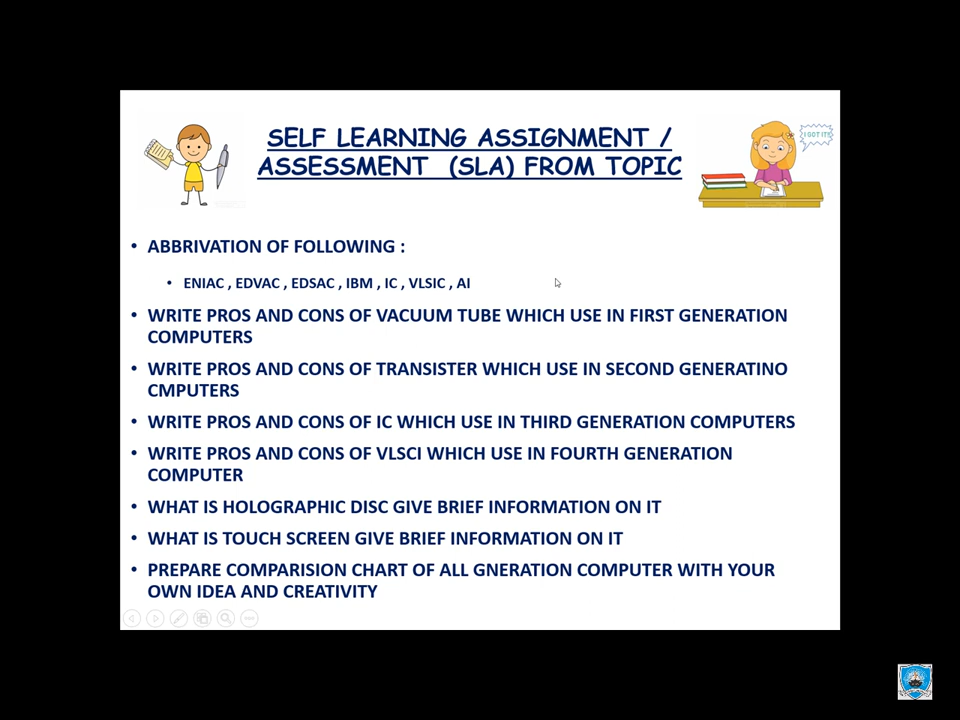 SELF LEARNING ASSIGNMENT /
ASSESSMENT (SLA) FROM TOPIC
I GOT IT!
• ABBRIVATION OF FOLLOWING :
• ENIAC , EDVAC , EDSAC , IBM , IC , VLSIC , AI
• WRITE PROS AND CONS OF VACUUM TUBE WHICH USE IN FIRST GENERATION
COMPUTERS
• WRITE PROS AND CONS OF TRANSISTER WHICH USE IN SECOND GENERATINO
CMPUTERS
• WRITE PROS AND CONS OF IC WHICH USE IN THIRD GENERATION COMPUTERS
• WRITE PROS AND CONS OF VLSCI WHICH USE IN FOURTH GENERATION
COMPUTER
• WHAT IS HOLOGRAPHIC DISC GIVE BRIEF INFORMATION ON IT
• WHAT IS TOUCH SCREEN GIVE BRIEF INFORMATION ON IT
• PREPARE COMPARISION CHART OF ALL GNERATION COMPUTER WITH YOUR
OWN IDEA AND CREATIVITY